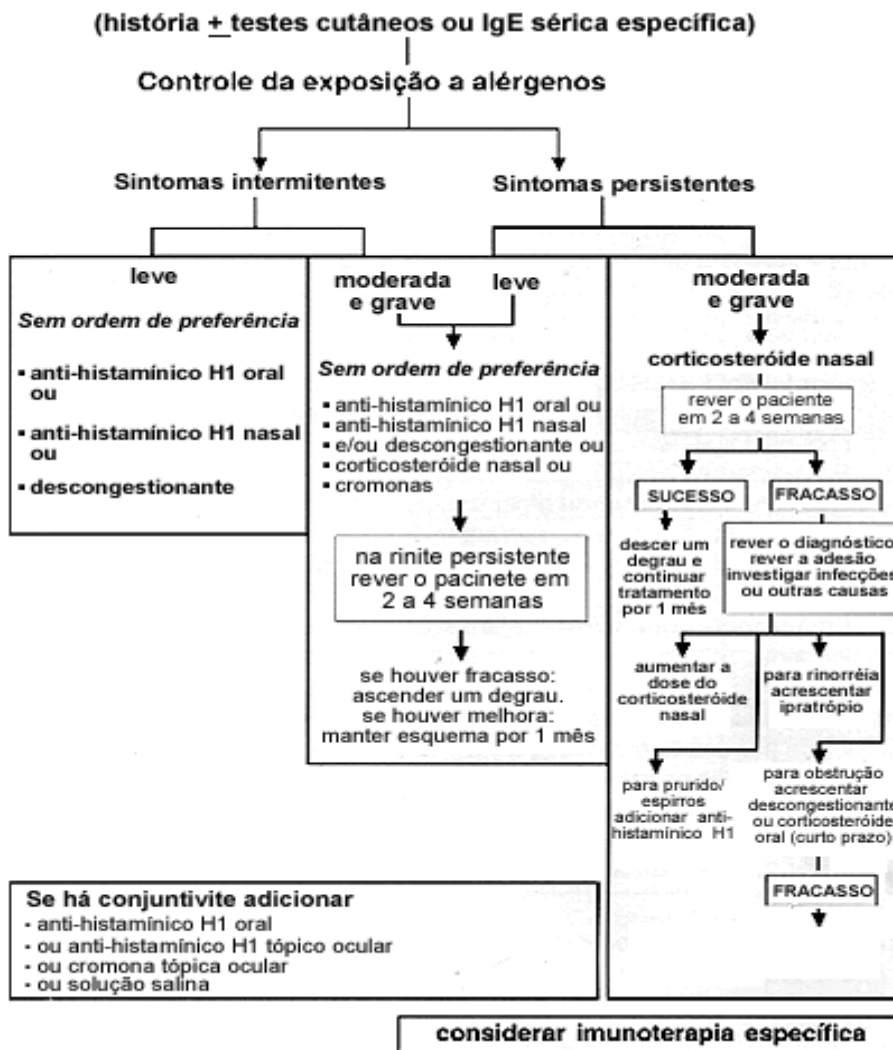 (história + testes cutâneos ou IgE sérica específica)
Controle da exposição a alérgenos
Sintomas intermitentes
Sintomas persistentes
leve
Sem ordem de preferência
▪ anti-histamínico H1 oral
ou
▪ anti-histamínico H1 nasal
ou
▪ descongestionante
moderada
e grave
leve
Sem ordem de preferência
▪ anti-histamínico H1 oral ou
▪ anti-histamínico H1 nasal
▪ e/ou descongestionante ou
▪ corticosteróide nasal ou
▪ cromonas
na rinite persistente
rever o pacinete em
2 a 4 semanas
se houver fracasso:
ascender um degrau.
se houver melhora:
manter esquema por 1 mês
moderada
e grave
corticosteróide nasal
rever o paciente
em 2 a 4 semanas
SUCESSO
descer um
degrau e
continuar
tratamento
por 1 mês
FRACASSO
rever o diagnóstico
rever a adesão
investigar infecções
ou outras causas
aumentar a
dose do
corticosteróide
nasal
para rinorréia
acrescentar
ipratrópio
para prurido/
espirros
adicionar anti-
histamínico H1
para obstrução
acrescentar
descongestionante
ou corticosteróide
oral (curto prazo)
FRACASSO
Se há conjuntivite adicionar
- anti-histamínico H1 oral
- ou anti-histamínico H1 tópico ocular
- ou cromona tópica ocular
- ou solução salina
considerar imunoterapia específica